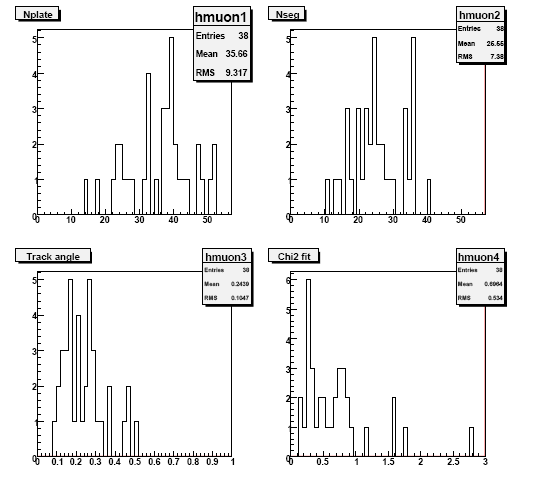 Nplate
hmuon1
Entries 38
Mean 35.66
RMS 9.317
5
4
3
2
1
0
0 10 20 30 40 50
Nseg
hmuon2
Entries 38
Mean 26.66
RMS 7.38
5
4
3
2
1
0
0 10 20 30 40 50
Track angle
hmuon3
Entries 38
Mean 0.2439
RMS 0.1047
5
4
3
2
1
0
0 0.1 0.2 0.3 0.4 0.5 0.6 0.7 0.8 0.9 1
Chi2 fit
hmuon4
Entries 38
Mean 0.6964
RMS 0.534
6
5
4
3
2
1
0
0 0.5 1 1.5 2 2.5 3